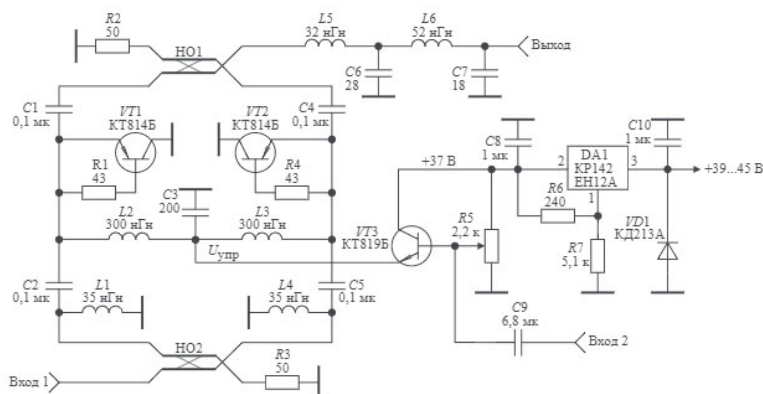 R2
50
НО1
L5
32 нГн
L6
52 нГн
Выход
C6
28
C7
18
C1
0,1 мк
VT1
КТ814Б
VT2
КТ814Б
C4
0,1 мк
R1
43
R4
43
C3
200
L2
300 нГн
L3
300 нГн
Uупр
C2
0,1 мк
L1
35 нГн
L4
35 нГн
C5
0,1 мк
НО2
R3
50
Вход 1
VT3
КТ819Б
+37 В
R5
2,2 к
C8
1 мк
2
DA1
КР142
ЕН12А
3
1
C10
1 мк
+39...45 В
R6
240
R7
5,1 к
VD1
КД213А
C9
6,8 мк
Вход 2